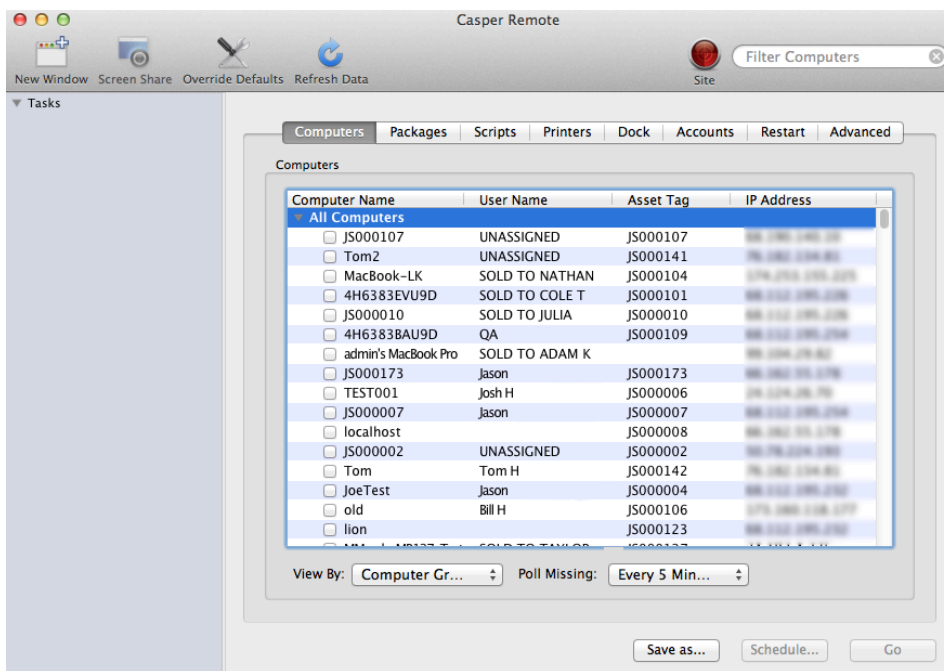 Casper Remote
New Window Screen Share Override Defaults Refresh Data Site Filter Computers
Tasks
Computers Packages Scripts Printers Dock Accounts Restart Advanced
Computers
Computer Name User Name Asset Tag IP Address
All Computers
JS000107 UNASSIGNED JS000107
Tom2 UNASSIGNED JS000141
MacBook-LK SOLD TO NATHAN JS000104
4H6383EVU9D SOLD TO COLE T JS000101
JS000010 SOLD TO JULIA JS000010
4H6383BAU9D QA JS000109
admin's MacBook Pro SOLD TO ADAM K
JS000173 Jason JS000173
TEST001 Josh H JS000006
JS000007 Jason JS000007
localhost JS000008
JS000002 UNASSIGNED JS000002
Tom Tom H JS000142
JoeTest Jason JS000004
old Bill H JS000106
lion JS000123
View By: Computer Gr... Poll Missing: Every 5 Min...
Save as... Schedule... Go